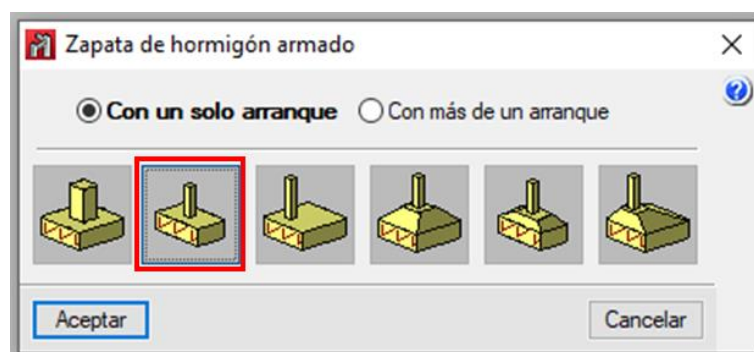 Zapata de hormigón armado
Con un solo arranque Con más de un arranque
Aceptar Cancelar